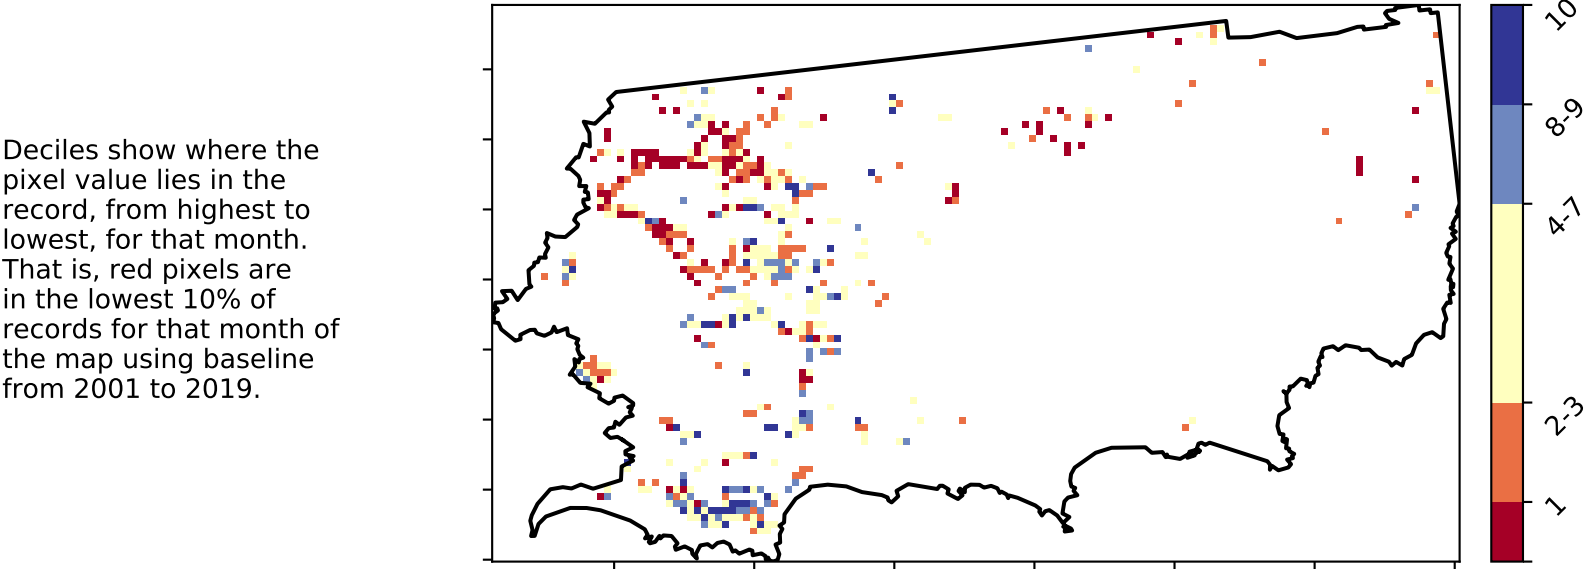 Deciles show where the
pixel value lies in the
record, from highest to
lowest, for that month.
That is, red pixels are
in the lowest 10% of
records for that month of
the map using baseline
from 2001 to 2019.
10
8-9
4-7
2-3
1